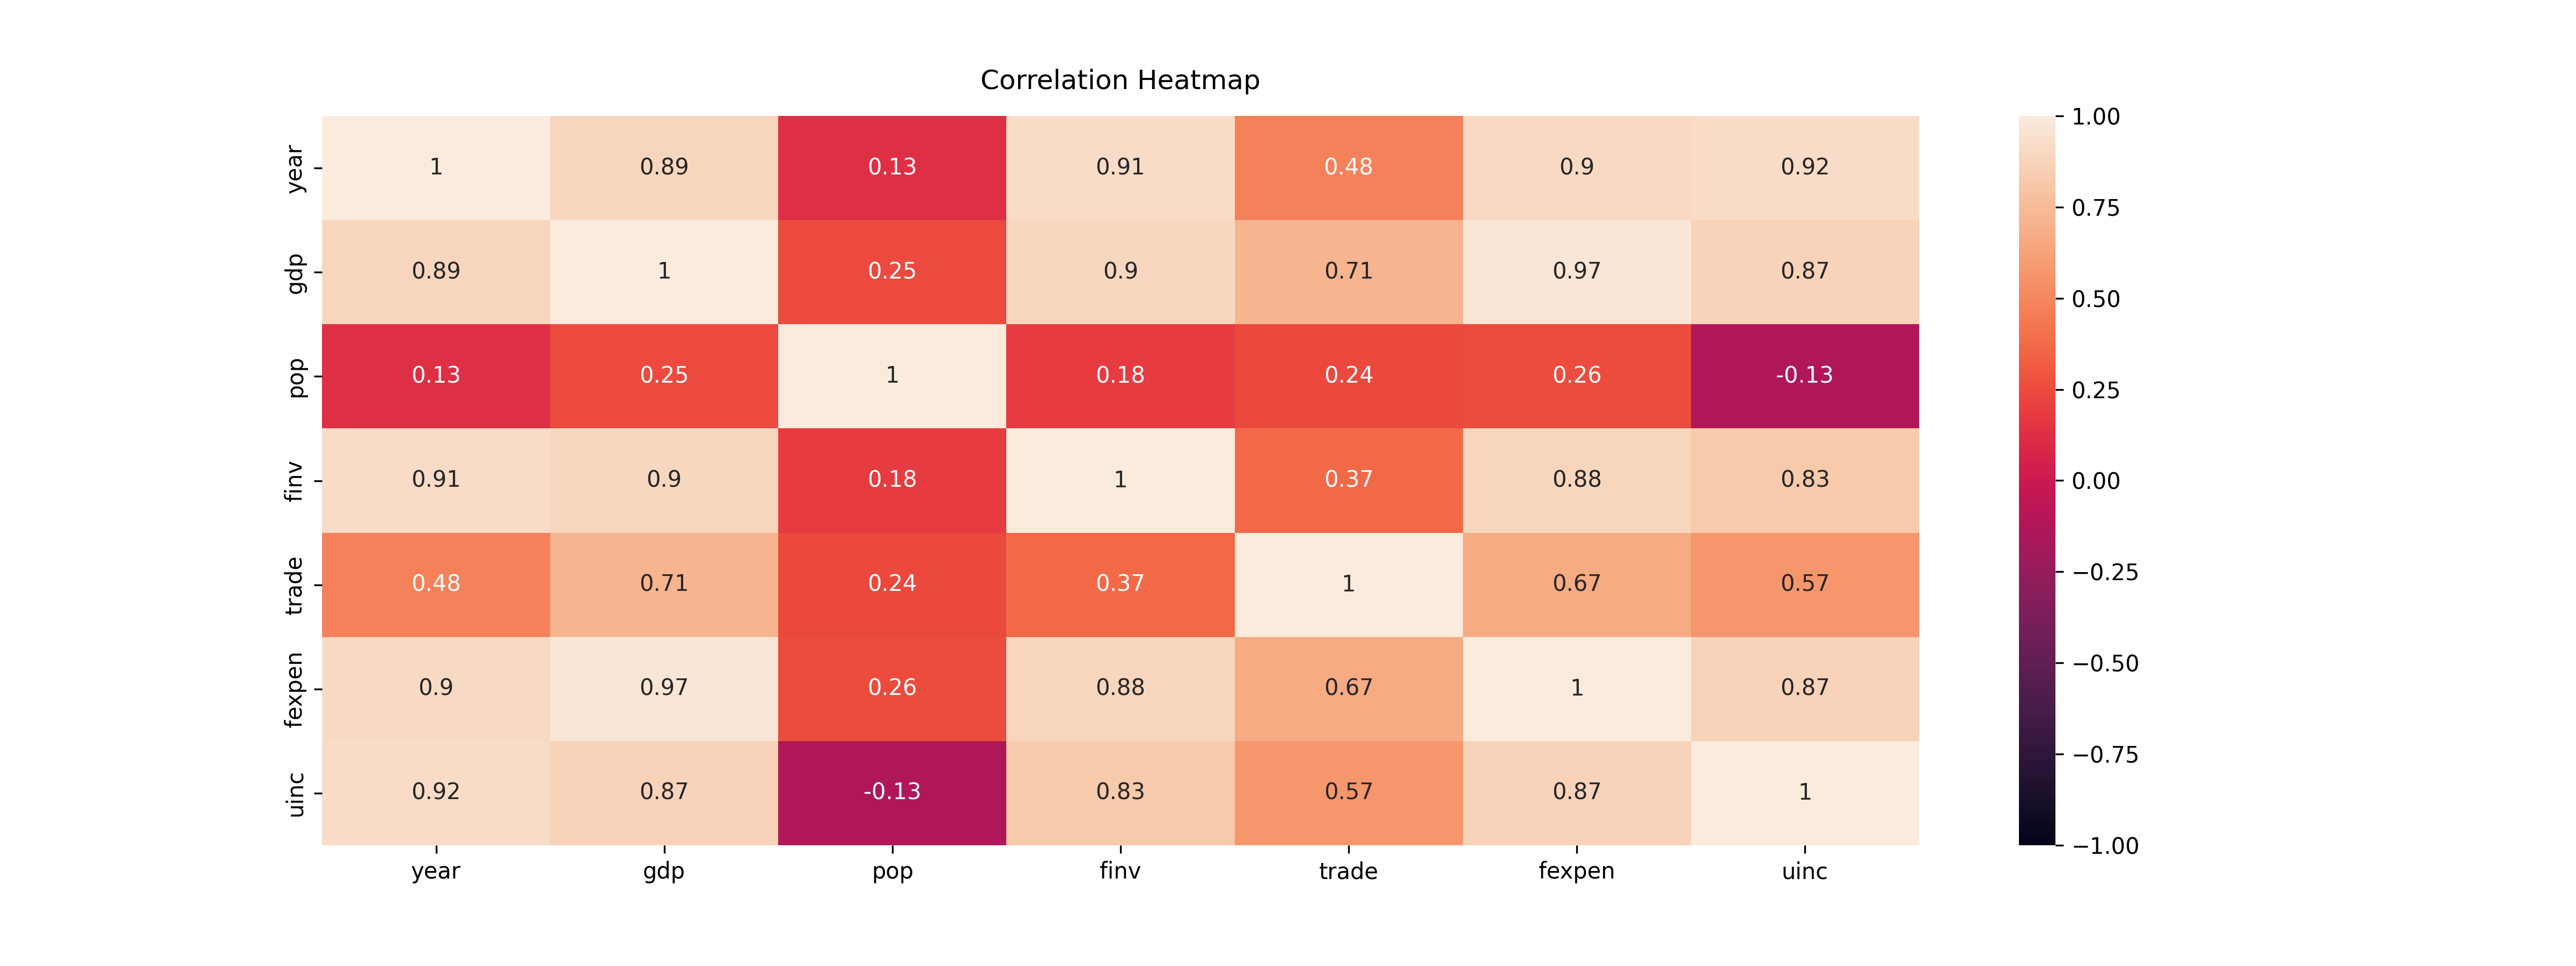 Correlation Heatmap
year 1 0.89 0.13 0.91 0.48 0.9 0.92
gdp 0.89 1 0.25 0.9 0.71 0.97 0.87
pop 0.13 0.25 1 0.18 0.24 0.26 -0.13
finv 0.91 0.9 0.18 1 0.37 0.88 0.83
trade 0.48 0.71 0.24 0.37 1 0.67 0.57
fexpen 0.9 0.97 0.26 0.88 0.67 1 0.87
uinc 0.92 0.87 -0.13 0.83 0.57 0.87 1
year gdp pop finv trade fexpen uinc
1.00
0.75
0.50
0.25
0.00
−0.25
−0.50
−0.75
−1.00